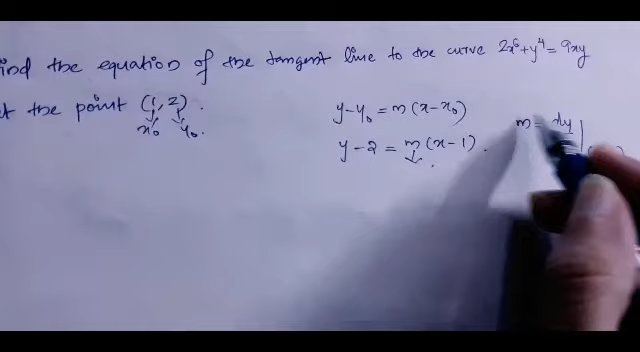 ind the equation of the tangent line to the curve 2x⁶+y⁴=9xy
at the point (1,2).
x₀ y₀.
y-y₀ = m(x-x₀)
y-2 = m(x-1).
m = dy